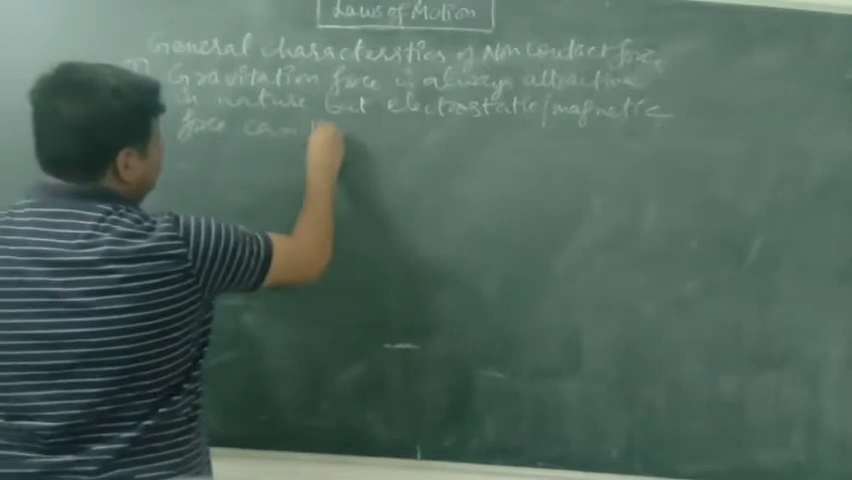 Laws of Motion
General characterstics of Non Contact force
Gravitation force is always attractive
in nature but electrostatic/magnetic
force can